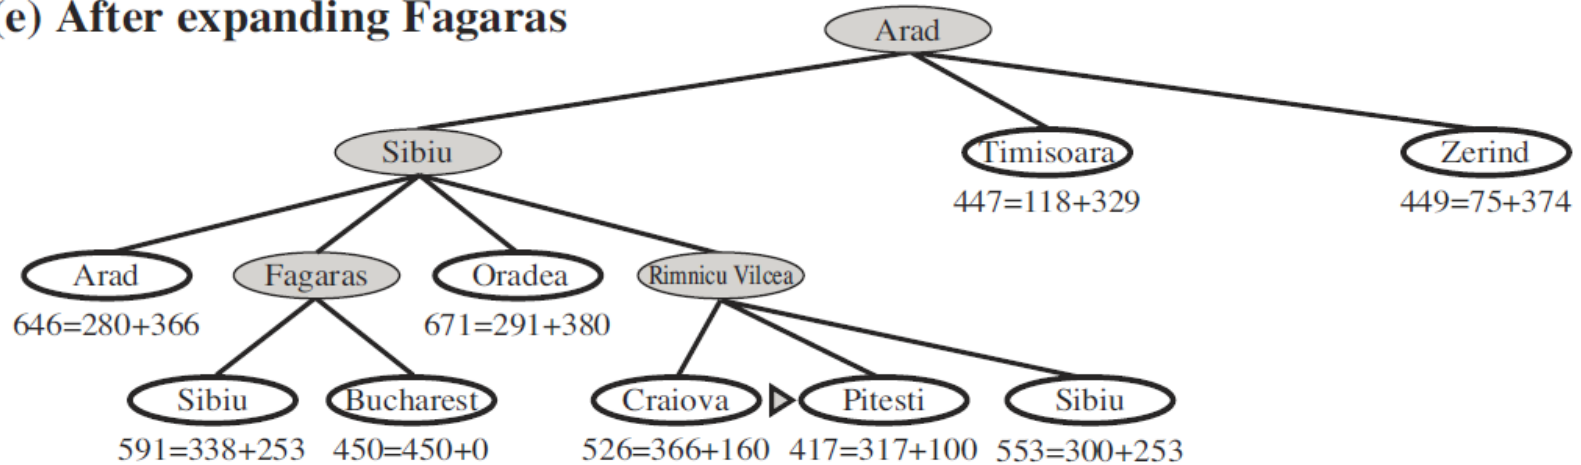 (e) After expanding Fagaras
Arad
Sibiu Timisoara Zerind
447=118+329 449=75+374
Arad Fagaras Oradea Rimnicu Vilcea
646=280+366 671=291+380
Sibiu Bucharest Craiova Pitesti Sibiu
591=338+253 450=450+0 526=366+160 417=317+100 553=300+253